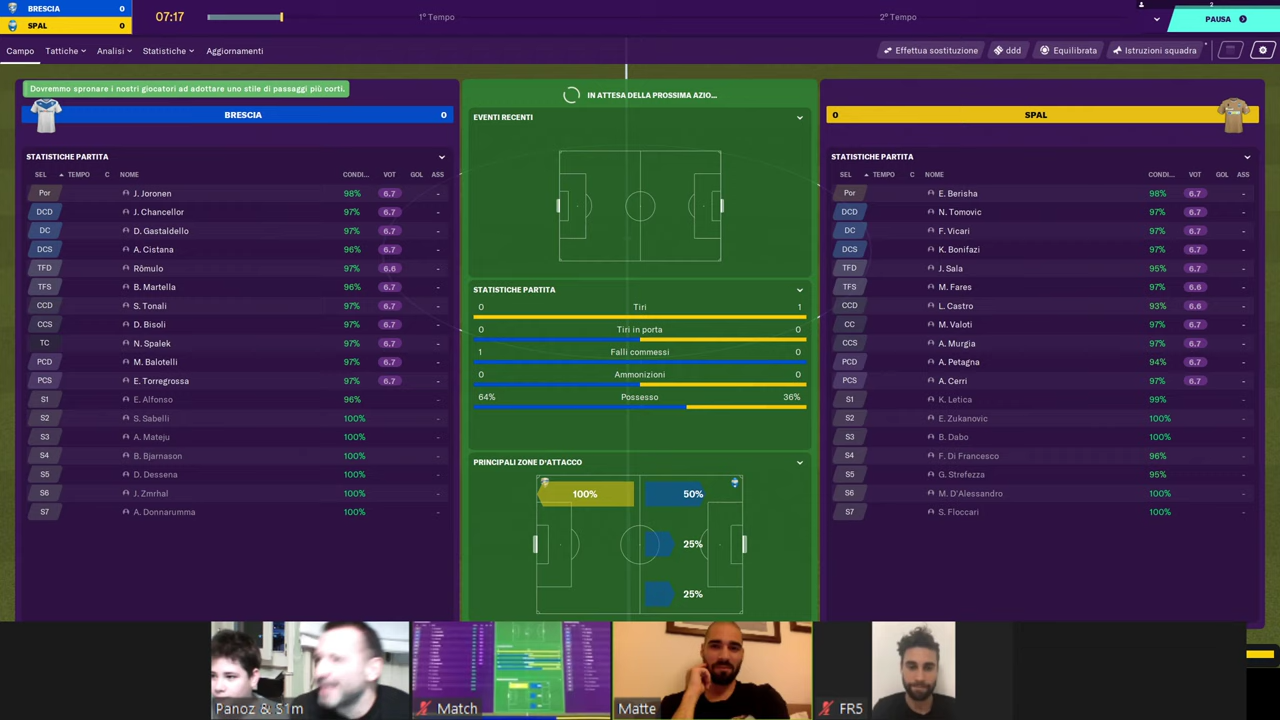 BRESCIA 0
SPAL 0
07:17
1° Tempo
2° Tempo
2
PAUSA
Campo Tattiche Analisi Statistiche Aggiornamenti
Effettua sostituzione ddd Equilibrata Istruzioni squadra
Dovremmo spronare i nostri giocatori ad adottare uno stile di passaggi più corti.
BRESCIA 0
STATISTICHE PARTITA
SEL TEMPO C NOME CONDI... VOT GOL ASS
Por J. Joronen 98% 6.7 -
DCD J. Chancellor 97% 6.7 -
DC D. Gastaldello 97% 6.7 -
DCS A. Cistana 96% 6.7 -
TFD Rômulo 97% 6.6 -
TFS B. Martella 96% 6.7 -
CCD S. Tonali 97% 6.7 -
CCS D. Bisoli 97% 6.7 -
TC N. Spalek 97% 6.7 -
PCD M. Balotelli 97% 6.7 -
PCS E. Torregrossa 97% 6.7 -
S1 E. Alfonso 96% -
S2 S. Sabelli 100% -
S3 A. Mateju 100% -
S4 B. Bjarnason 100% -
S5 D. Dessena 100% -
S6 J. Zmrhal 100% -
S7 A. Donnarumma 100% -
IN ATTESA DELLA PROSSIMA AZIO...
EVENTI RECENTI
STATISTICHE PARTITA
0 Tiri 1
0 Tiri in porta 0
1 Falli commessi 0
0 Ammonizioni 0
64% Possesso 36%
PRINCIPALI ZONE D'ATTACCO
100% 50%
25%
25%
0 SPAL
STATISTICHE PARTITA
SEL TEMPO C NOME CONDI... VOT GOL ASS
Por E. Berisha 98% 6.7 -
DCD N. Tomovic 97% 6.7 -
DC F. Vicari 97% 6.7 -
DCS K. Bonifazi 97% 6.7 -
TFD J. Sala 95% 6.7 -
TFS M. Fares 97% 6.6 -
CCD L. Castro 93% 6.6 -
CC M. Valoti 97% 6.7 -
CCS A. Murgia 97% 6.7 -
PCD A. Petagna 94% 6.7 -
PCS A. Cerri 97% 6.7 -
S1 K. Letica 99% -
S2 E. Zukanovic 100% -
S3 B. Dabo 100% -
S4 F. Di Francesco 96% -
S5 G. Strefezza 95% -
S6 M. D'Alessandro 100% -
S7 S. Floccari 100% -
Panoz & S1m
Match
Matte
FR5